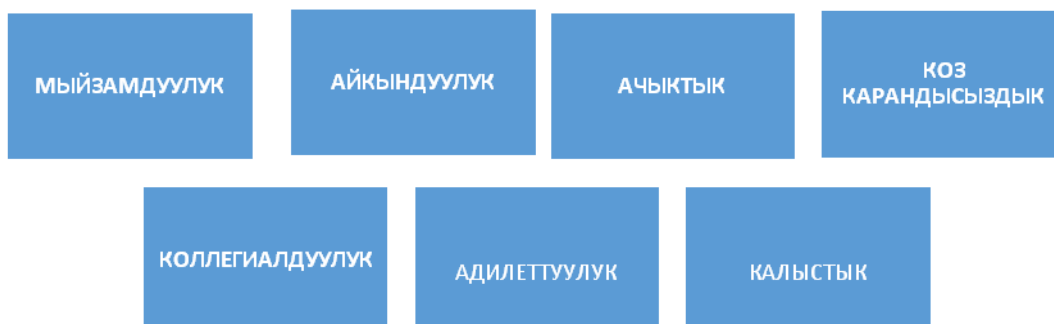 МЫЙЗАМДУУЛУК
АЙКЫНДУУЛУК
АЧЫКТЫК
КОЗ
КАРАНДЫСЫЗДЫК
КОЛЛЕГИАЛДУУЛУК
АДИЛЕТТУУЛУК
КАЛЫСТЫК